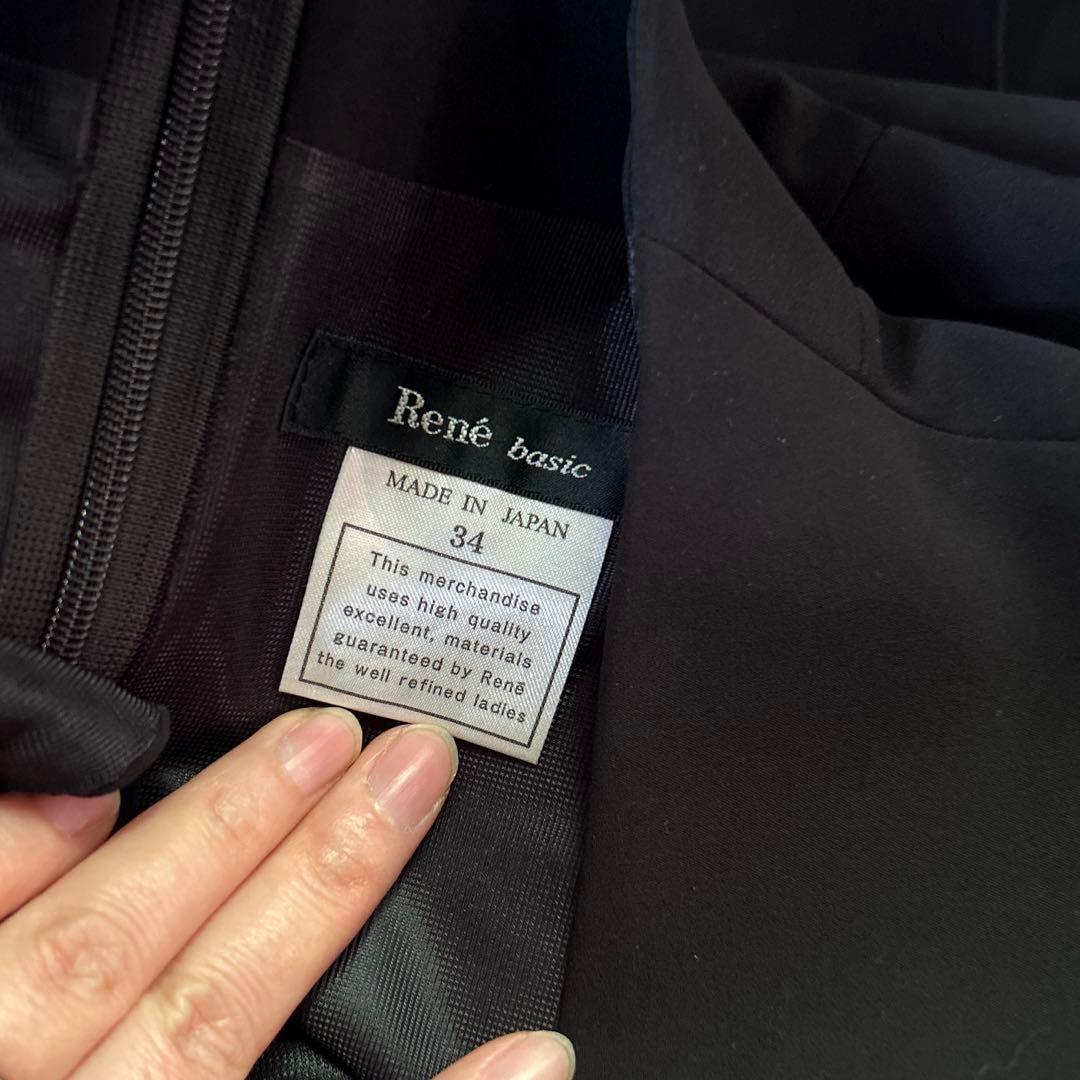 René basic
MADE IN JAPAN
34
This merchandise
uses high quality
excellent, materials
guaranteed by René
the well refined ladies